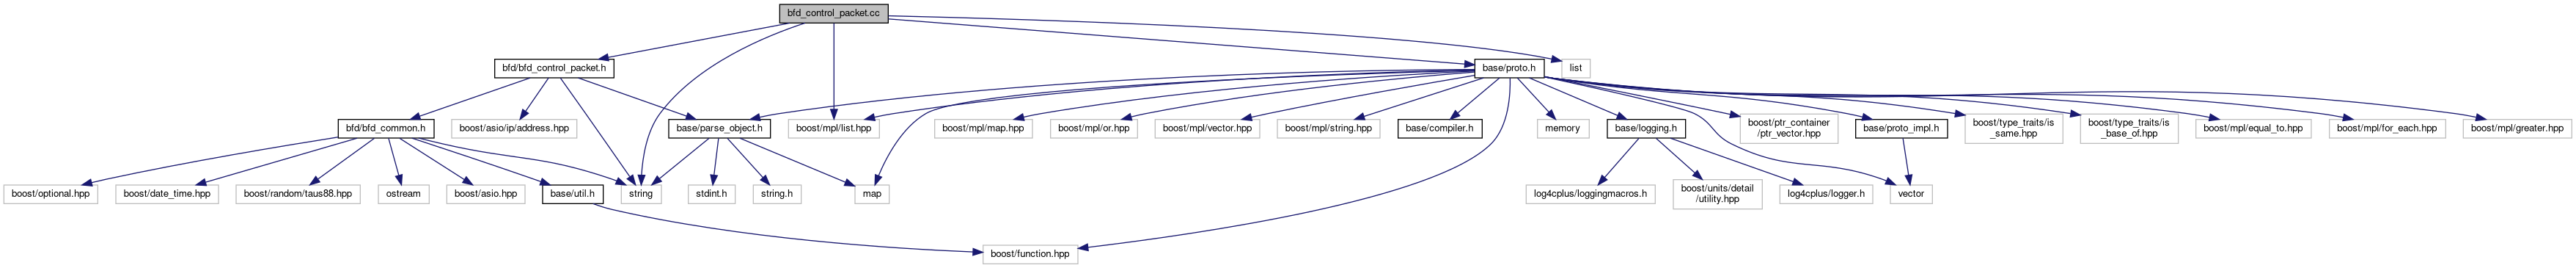 bfd_control_packet.cc
bfd/bfd_control_packet.h
base/proto.h
list
bfd/bfd_common.h
boost/asio/ip/address.hpp
base/parse_object.h
boost/mpl/list.hpp
boost/mpl/map.hpp
boost/mpl/or.hpp
boost/mpl/vector.hpp
boost/mpl/string.hpp
base/compiler.h
memory
base/logging.h
boost/ptr_container
/ptr_vector.hpp
base/proto_impl.h
boost/type_traits/is
_same.hpp
boost/type_traits/is
_base_of.hpp
boost/mpl/equal_to.hpp
boost/mpl/for_each.hpp
boost/mpl/greater.hpp
boost/optional.hpp
boost/date_time.hpp
boost/random/taus88.hpp
ostream
boost/asio.hpp
base/util.h
string
stdint.h
string.h
map
log4cplus/loggingmacros.h
boost/units/detail
/utility.hpp
log4cplus/logger.h
vector
boost/function.hpp